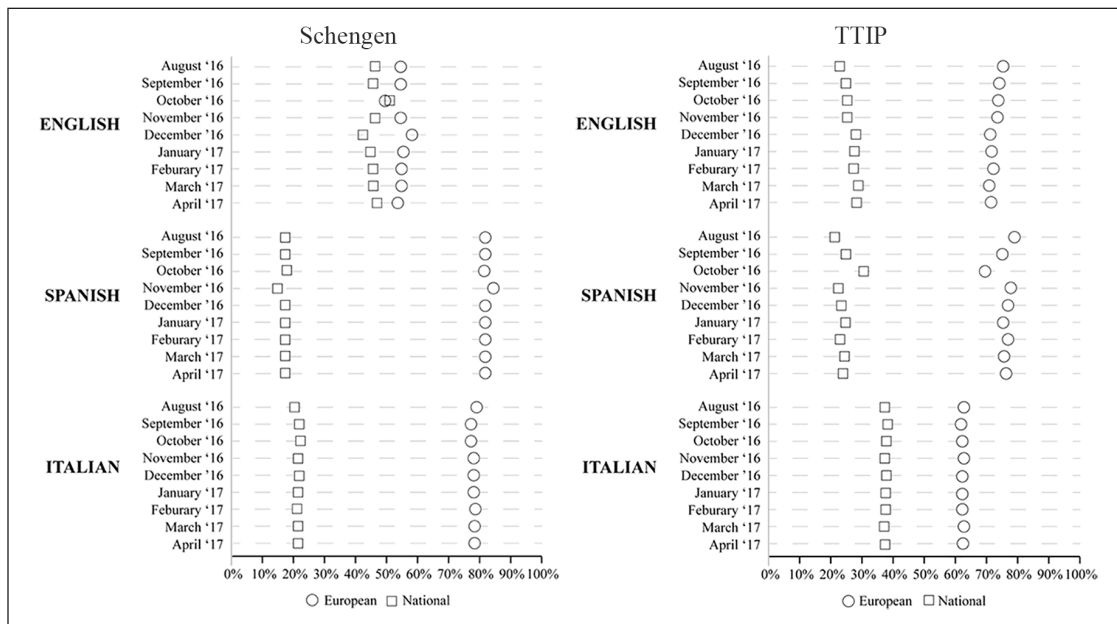 Schengen
ENGLISH
August ‘16
September ‘16
October ‘16
November ‘16
December ‘16
January ‘17
Feburary ‘17
March ‘17
April ‘17
SPANISH
August ‘16
September ‘16
October ‘16
November ‘16
December ‘16
January ‘17
Feburary ‘17
March ‘17
April ‘17
ITALIAN
August ‘16
September ‘16
October ‘16
November ‘16
December ’16
January ‘17
Feburary ‘17
March ‘17
April ‘17
0% 10% 20% 30% 40% 50% 60% 70% 80% 90% 100%
European National
TTIP
ENGLISH
August ‘16
September ‘16
October ‘16
November ‘16
December ‘16
January ‘17
Feburary ‘17
March ‘17
April ‘17
SPANISH
August ‘16
September ‘16
October ‘16
November ‘16
December ‘16
January ‘17
Feburary ‘17
March ‘17
April ‘17
ITALIAN
August ‘16
September ‘16
October ‘16
November ‘16
December ’16
January ‘17
Feburary ‘17
March ‘17
April ‘17
0% 10% 20% 30% 40% 50% 60% 70% 80% 90% 100%
European National